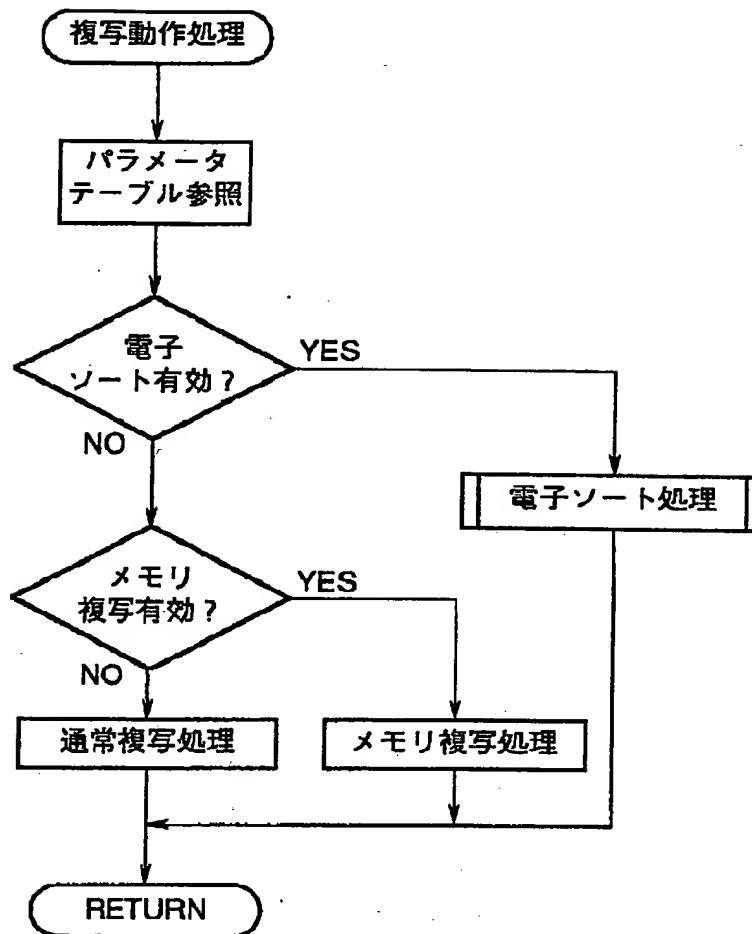 複写動作処理
パラメータ
テーブル参照
電子
ソート有効？
YES
NO
電子ソート処理
メモリ
複写有効？
YES
NO
通常複写処理
メモリ複写処理
RETURN